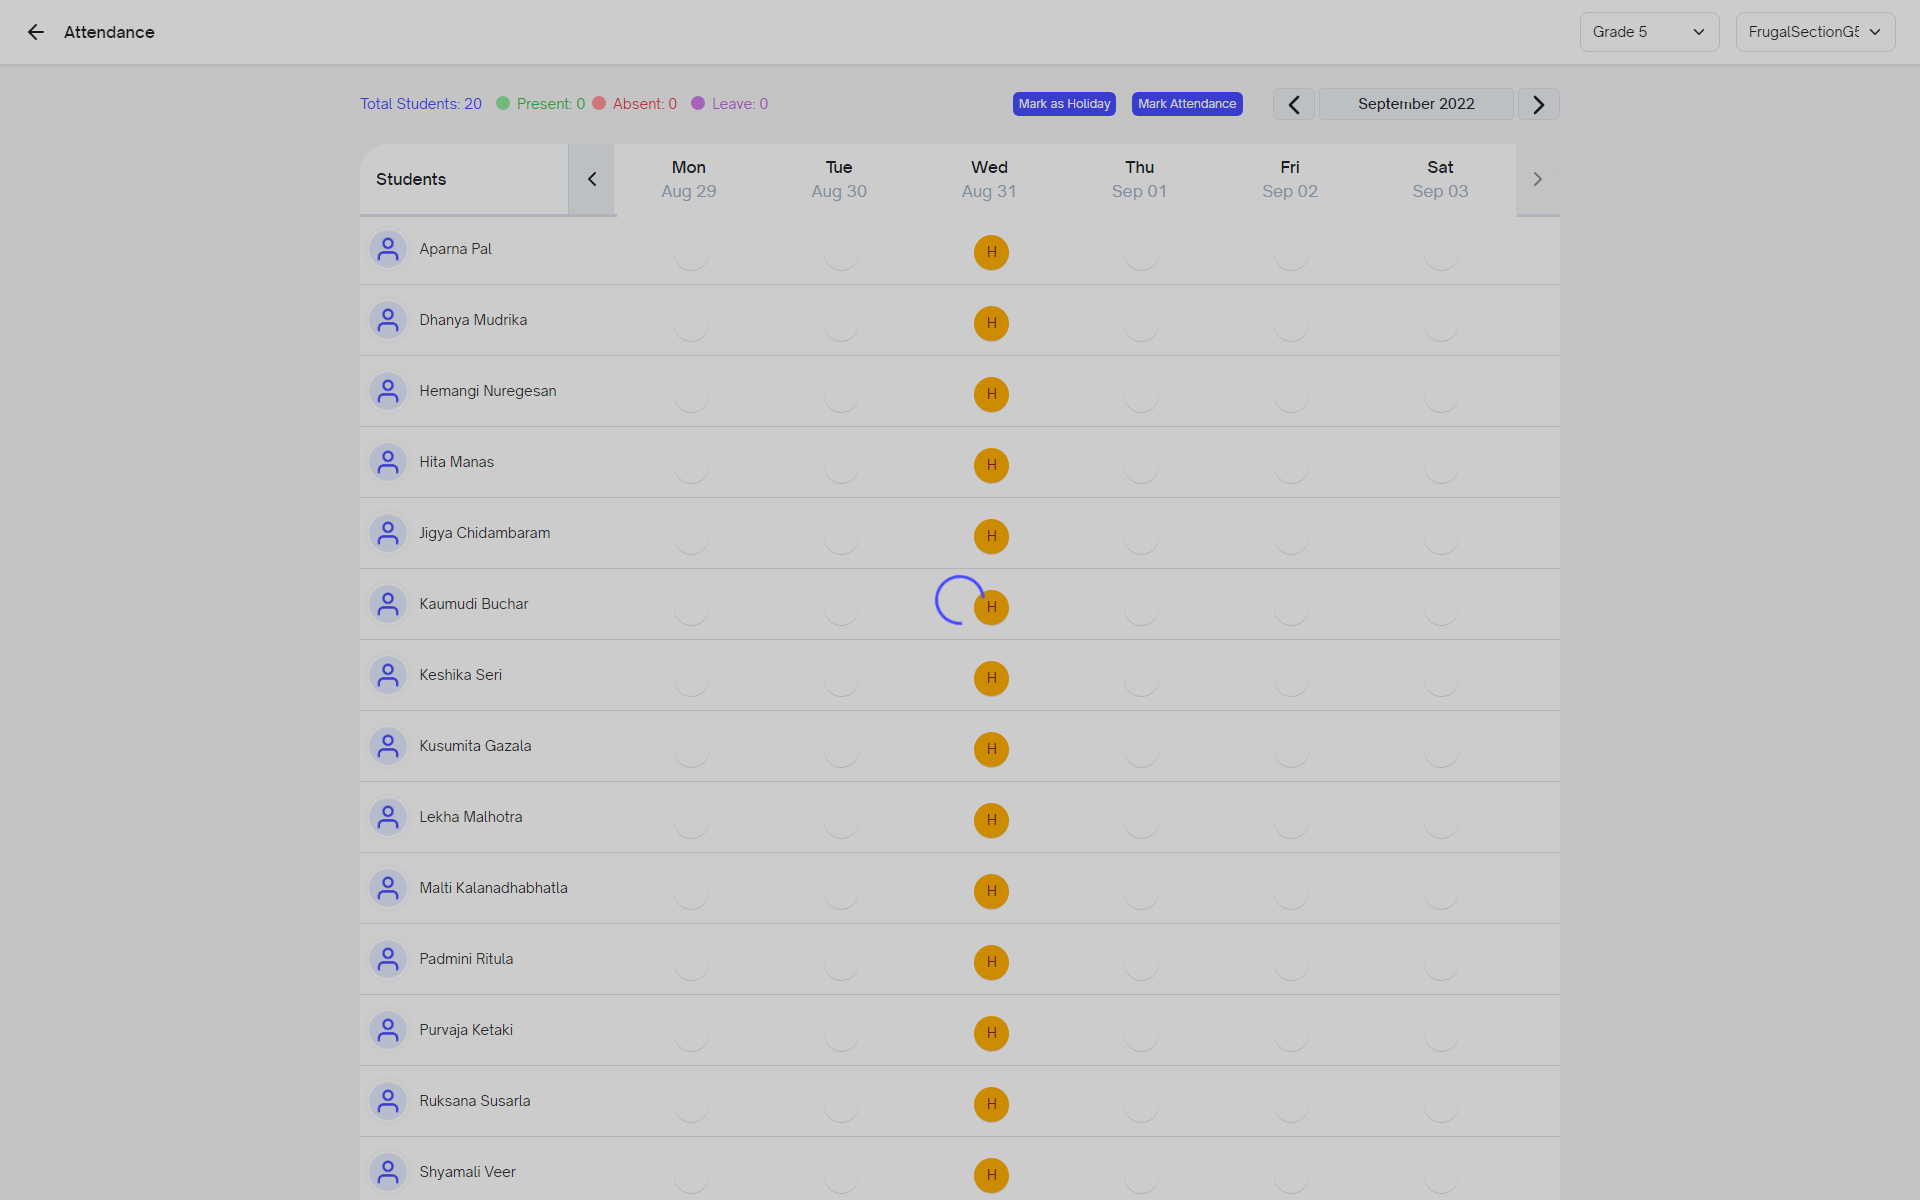 Attendance
Grade 5
FrugalSectionG5
Total Students: 20 Present: 0 Absent: 0 Leave: 0
Mark as Holiday
Mark Attendance
September 2022
Students
Mon Tue Wed Thu Fri Sat
Aug 29 Aug 30 Aug 31 Sep 01 Sep 02 Sep 03
Aparna Pal H
Dhanya Mudrika H
Hemangi Nuregesan H
Hita Manas H
Jigya Chidambaram H
Kaumudi Buchar H
Keshika Seri H
Kusumita Gazala H
Lekha Malhotra H
Malti Kalanadhabhatla H
Padmini Ritula H
Purvaja Ketaki H
Ruksana Susarla H
Shyamali Veer H